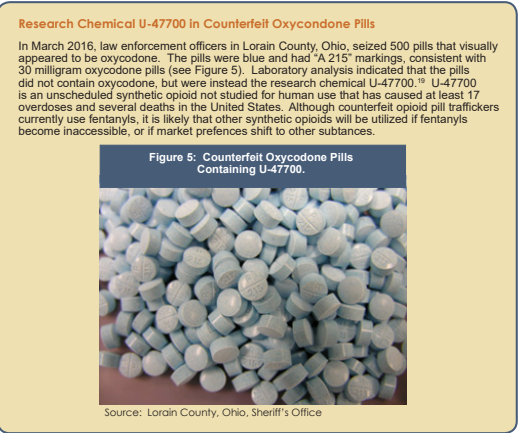 Research Chemical U-47700 in Counterfeit Oxycondone Pills
In March 2016, law enforcement officers in Lorain County, Ohio, seized 500 pills that visually
appeared to be oxycodone. The pills were blue and had “A 215” markings, consistent with
30 milligram oxycodone pills (see Figure 5). Laboratory analysis indicated that the pills
did not contain oxycodone, but were instead the research chemical U-47700.¹⁹ U-47700
is an unscheduled synthetic opioid not studied for human use that has caused at least 17
overdoses and several deaths in the United States. Although counterfeit opioid pill traffickers
currently use fentanyls, it is likely that other synthetic opioids will be utilized if fentanyls
become inaccessible, or if market prefences shift to other subtances.
Figure 5: Counterfeit Oxycodone Pills
Containing U-47700.
Source: Lorain County, Ohio, Sheriff’s Office